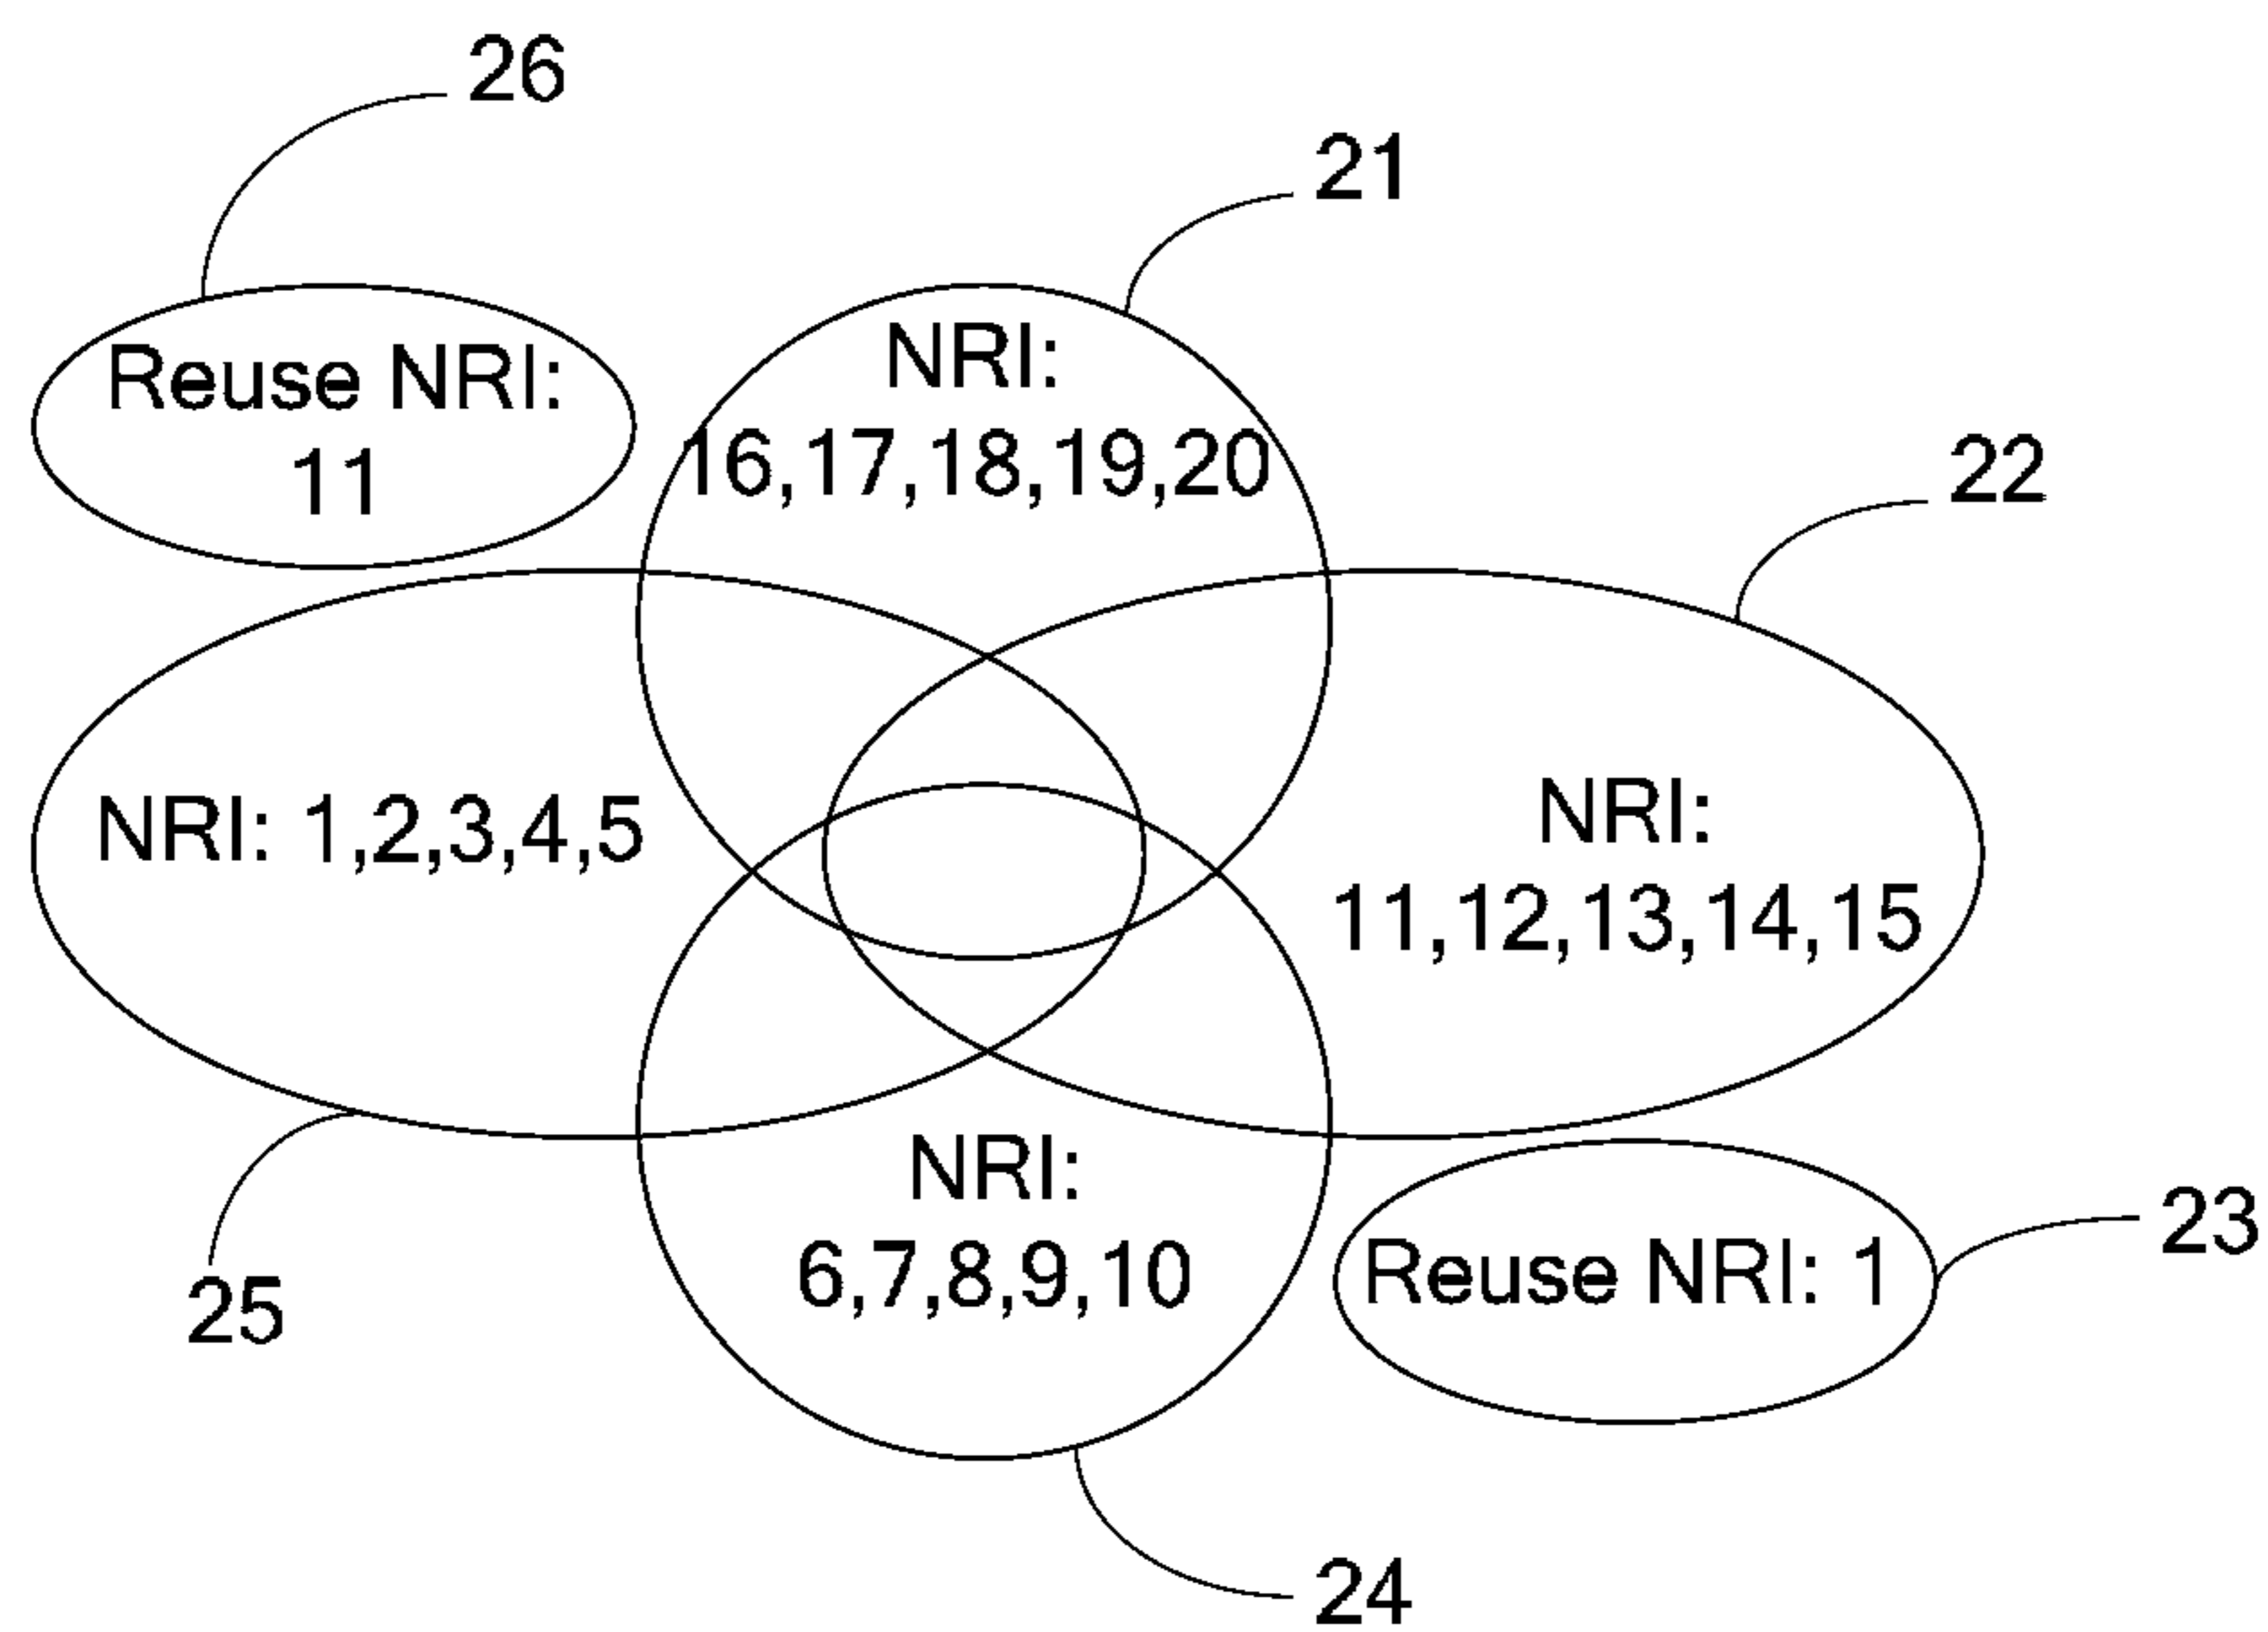 26
21
NRI:
16,17,18,19,20
Reuse NRI:
11
22
NRI: 1,2,3,4,5
NRI:
11,12,13,14,15
NRI:
6,7,8,9,10
Reuse NRI: 1
23
25
24